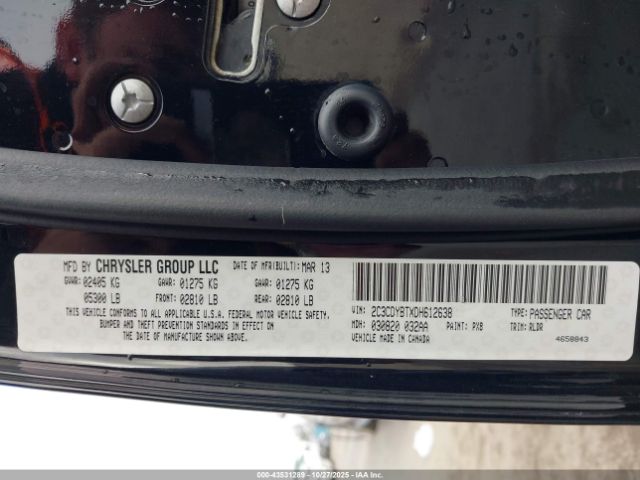 MFD BY CHRYSLER GROUP LLC DATE OF MFR(BUILT): MAR 13
GVWR: 02405 KG GAWR: 01275 KG GAWR: 01275 KG
05300 LB FRONT: 02810 LB REAR: 02810 LB
THIS VEHICLE CONFORMS TO ALL APPLICABLE U.S.A. FEDERAL MOTOR VEHICLE SAFETY,
BUMPER AND THEFT PREVENTION STANDARDS IN EFFECT ON
THE DATE OF MANUFACTURE SHOWN ABOVE.
VIN: 2C3CDYBTXDH612638 TYPE: PASSENGER CAR
MDH: 030820 032AA PAINT: PX8 TRIM: RLDR
VEHICLE MADE IN CANADA 4658843
000-43531289 - 10/27/2025 - IAA Inc.